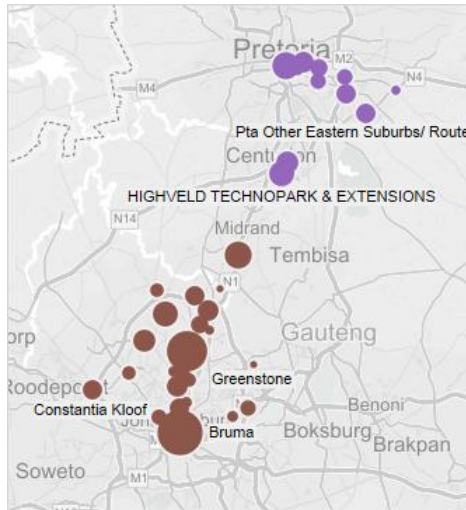 Pretoria
M2
N4
M4
Pta Other Eastern Suburbs/ Route
Centurion
HIGHVELD TECHNOPARK & EXTENSIONS
N14
Midrand
Tembisa
N1
Gauteng
orp
Greenstone
Roodepoort
Constantia Kloof
Benoni
Bruma
Boksburg
Brakpan
Soweto
M1